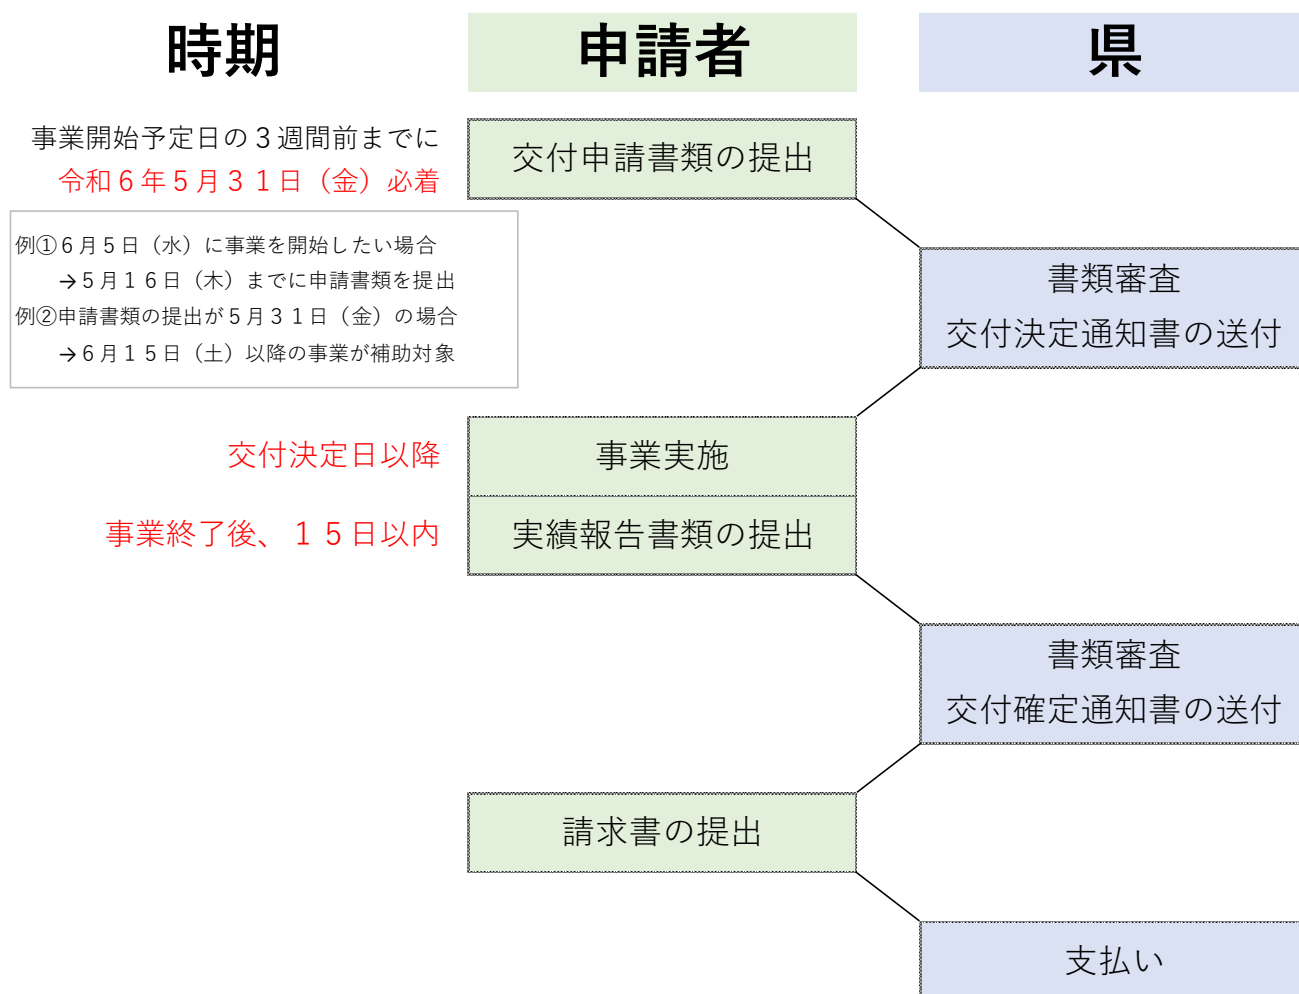 時期
申請者
県
事業開始予定日の３週間前までに
令和６年５月３１日（金）必着
交付申請書類の提出
例①６月５日（水）に事業を開始したい場合
→５月１６日（木）までに申請書類を提出
例②申請書類の提出が５月３１日（金）の場合
→６月１５日（土）以降の事業が補助対象
書類審査
交付決定通知書の送付
交付決定日以降
事業実施
事業終了後、１５日以内
実績報告書類の提出
書類審査
交付確定通知書の送付
請求書の提出
支払い